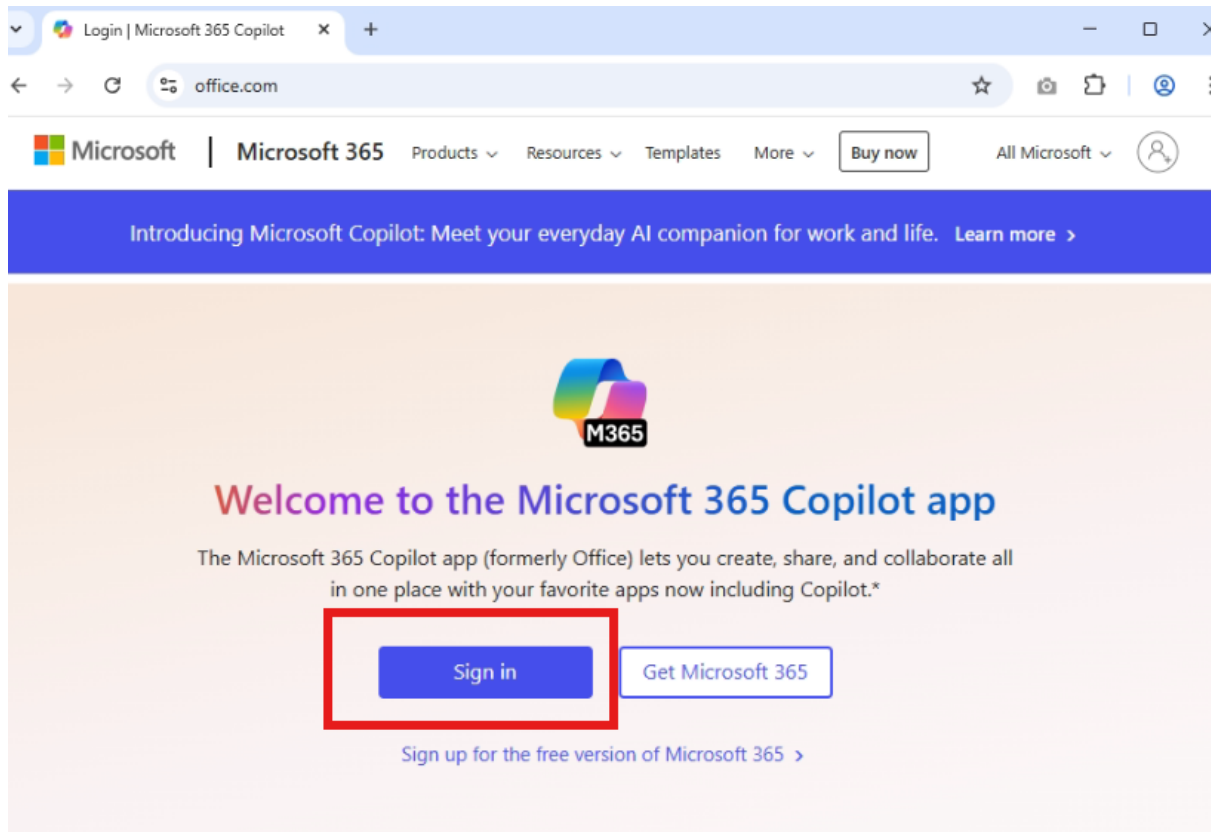 Login | Microsoft 365 Copilot
office.com
Microsoft | Microsoft 365 Products Resources Templates More Buy now All Microsoft
Introducing Microsoft Copilot: Meet your everyday AI companion for work and life. Learn more
M365
Welcome to the Microsoft 365 Copilot app
The Microsoft 365 Copilot app (formerly Office) lets you create, share, and collaborate all
in one place with your favorite apps now including Copilot.*
Sign in Get Microsoft 365
Sign up for the free version of Microsoft 365